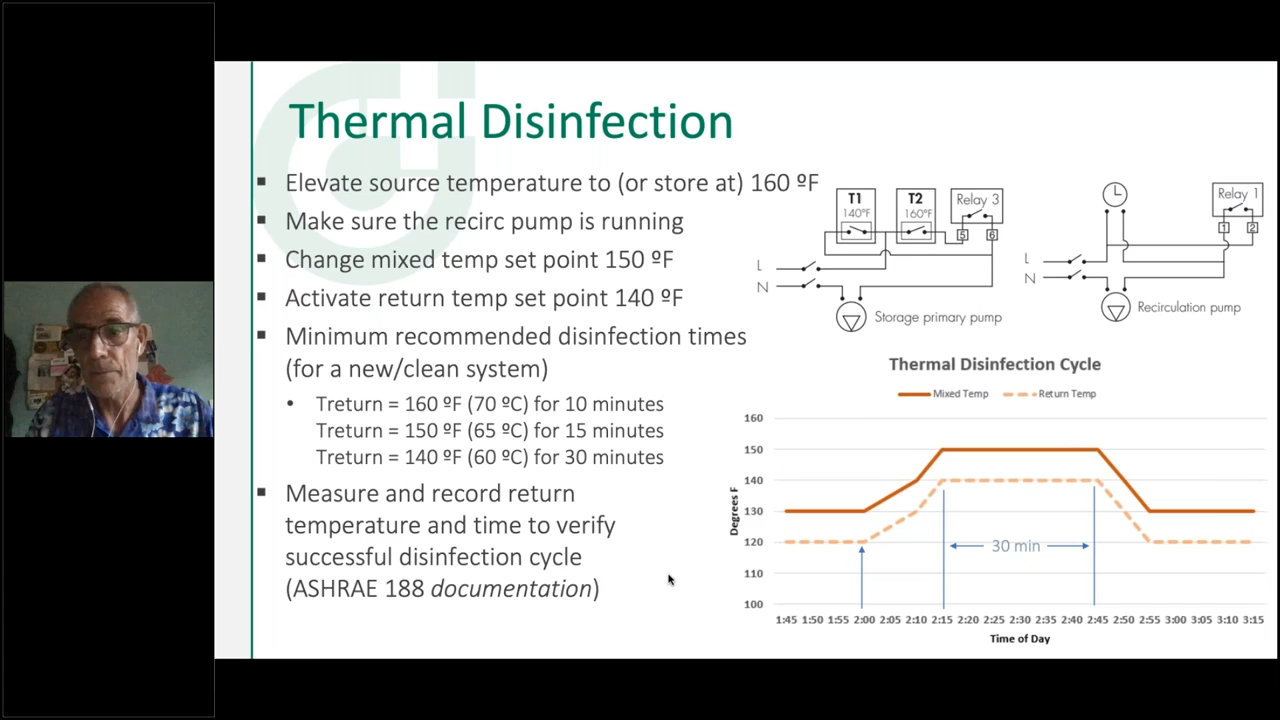 Thermal Disinfection
▪ Elevate source temperature to (or store at) 160 ºF
▪ Make sure the recirc pump is running
▪ Change mixed temp set point 150 ºF
▪ Activate return temp set point 140 ºF
▪ Minimum recommended disinfection times
(for a new/clean system)
• Treturn = 160 ºF (70 ºC) for 10 minutes
Treturn = 150 ºF (65 ºC) for 15 minutes
Treturn = 140 ºF (60 ºC) for 30 minutes
▪ Measure and record return
temperature and time to verify
successful disinfection cycle
(ASHRAE 188 documentation)
T1 T2 Relay 3
140°F 160°F
5 6
L
N
Storage primary pump
Relay 1
1 2
L
N
Recirculation pump
Thermal Disinfection Cycle
Mixed Temp Return Temp
Degrees F
160
150
140
130
120
110
100
30 min
1:45 1:50 1:55 2:00 2:05 2:10 2:15 2:20 2:25 2:30 2:35 2:40 2:45 2:50 2:55 3:00 3:05 3:10 3:15
Time of Day